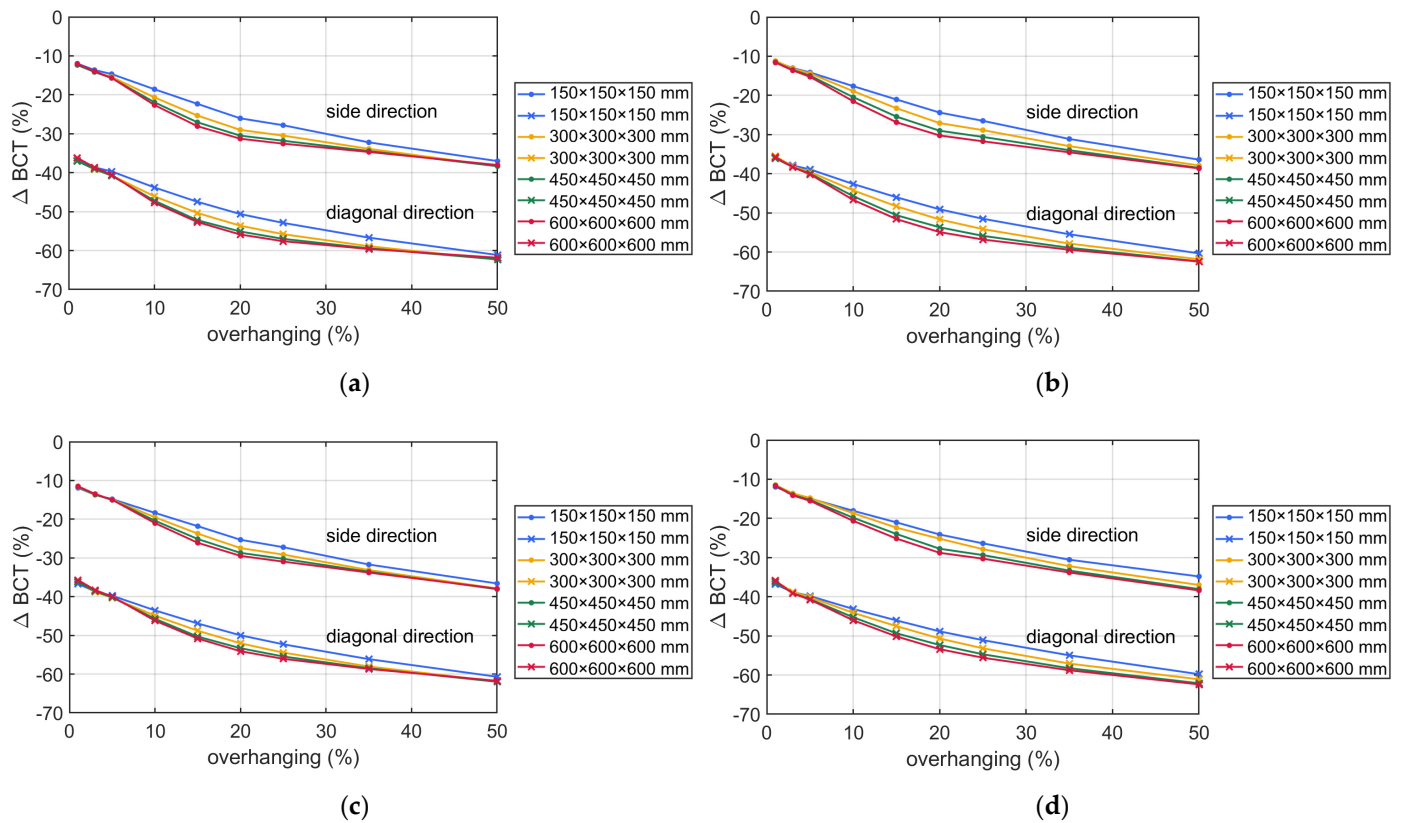 0
-10
-20
-30
-40
-50
-60
-70
Δ BCT (%)
0 10 20 30 40 50
overhanging (%)
side direction
diagonal direction
150×150×150 mm
150×150×150 mm
300×300×300 mm
300×300×300 mm
450×450×450 mm
450×450×450 mm
600×600×600 mm
600×600×600 mm
(a)
0
-10
-20
-30
-40
-50
-60
-70
Δ BCT (%)
0 10 20 30 40 50
overhanging (%)
side direction
diagonal direction
150×150×150 mm
150×150×150 mm
300×300×300 mm
300×300×300 mm
450×450×450 mm
450×450×450 mm
600×600×600 mm
600×600×600 mm
(b)
0
-10
-20
-30
-40
-50
-60
-70
Δ BCT (%)
0 10 20 30 40 50
overhanging (%)
side direction
diagonal direction
150×150×150 mm
150×150×150 mm
300×300×300 mm
300×300×300 mm
450×450×450 mm
450×450×450 mm
600×600×600 mm
600×600×600 mm
(c)
0
-10
-20
-30
-40
-50
-60
-70
Δ BCT (%)
0 10 20 30 40 50
overhanging (%)
side direction
diagonal direction
150×150×150 mm
150×150×150 mm
300×300×300 mm
300×300×300 mm
450×450×450 mm
450×450×450 mm
600×600×600 mm
600×600×600 mm
(d)